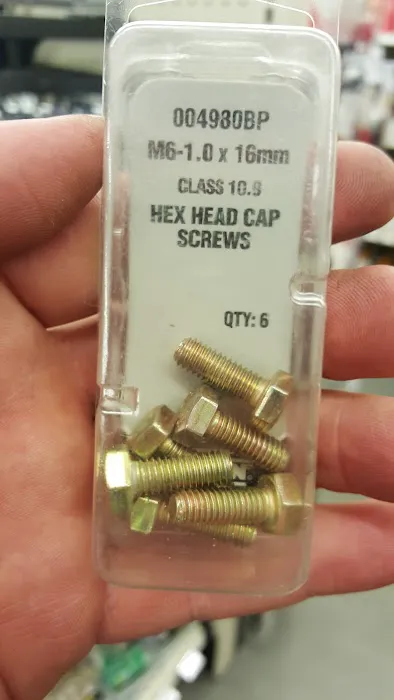 004980BP
M6-1.0 x 16mm
CLASS 10.9
HEX HEAD CAP
SCREWS
QTY: 6